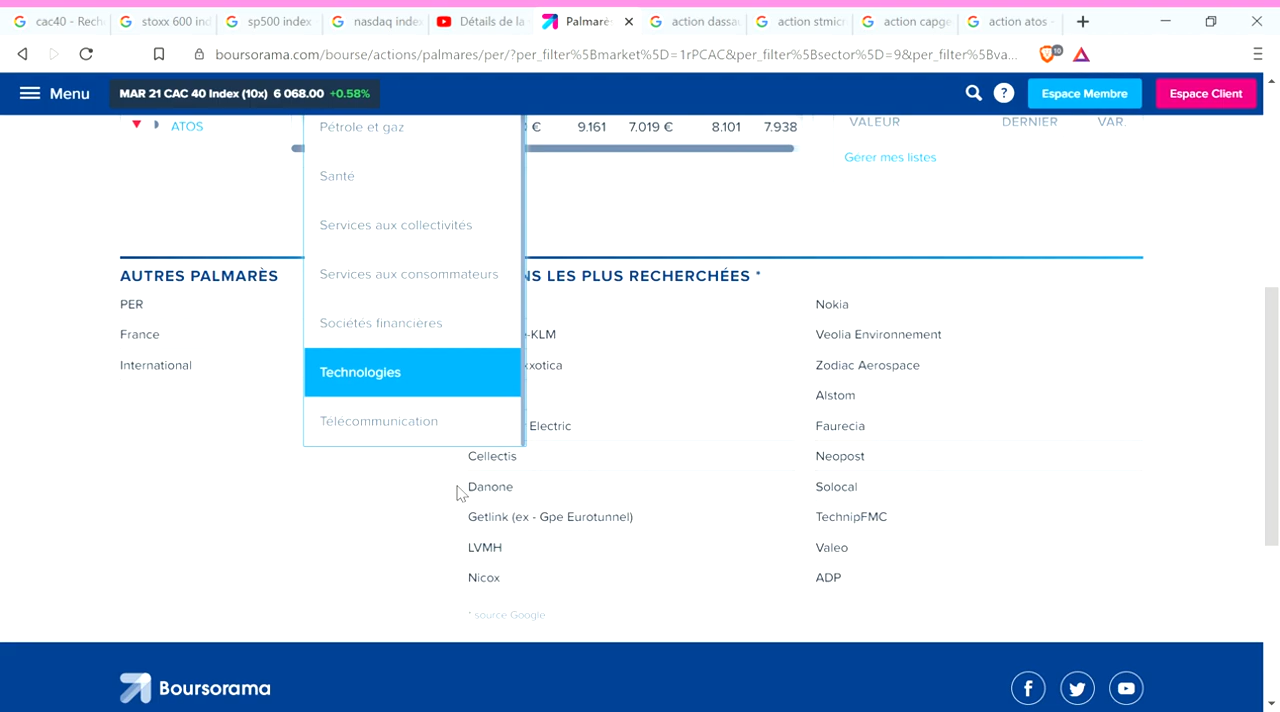 cac40 - Rech
stoxx 600 ind
sp500 index
nasdaq index
Détails de la
Palmarès
action dassau
action stmicr
action capge
action atos -
boursorama.com/bourse/actions/palmares/per/?per_filter%5Bmarket%5D=1rPCAC&per_filter%5Bsector%5D=9&per_filter%5Bva...
10
Menu
MAR 21 CAC 40 Index (10x) 6 068.00 +0.58%
?
Espace Membre
Espace Client
ATOS
€ 9.161 7.019 € 8.101 7.938
VALEUR DERNIER VAR.
Gérer mes listes
Pétrole et gaz
Santé
Services aux collectivités
Services aux consommateurs
Sociétés financières
Technologies
Télécommunication
AUTRES PALMARÈS
PER
France
International
NS LES PLUS RECHERCHÉES *
-KLM
xotica
Electric
Cellectis
Danone
Getlink (ex - Gpe Eurotunnel)
LVMH
Nicox
Nokia
Veolia Environnement
Zodiac Aerospace
Alstom
Faurecia
Neopost
Solocal
TechnipFMC
Valeo
ADP
* source Google
Boursorama